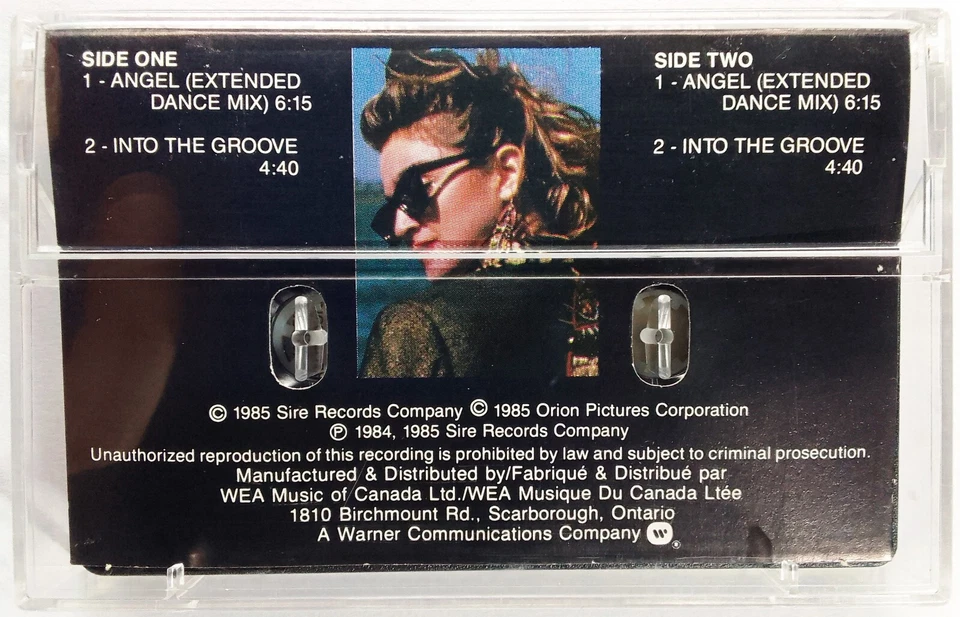 SIDE ONE
1 - ANGEL (EXTENDED
DANCE MIX) 6:15
2 - INTO THE GROOVE
4:40
SIDE TWO
1 - ANGEL (EXTENDED
DANCE MIX) 6:15
2 - INTO THE GROOVE
4:40
© 1985 Sire Records Company © 1985 Orion Pictures Corporation
℗ 1984, 1985 Sire Records Company
Unauthorized reproduction of this recording is prohibited by law and subject to criminal prosecution.
Manufactured & Distributed by/Fabriqué & Distribué par
WEA Music of Canada Ltd./WEA Musique Du Canada Ltée
1810 Birchmount Rd., Scarborough, Ontario
A Warner Communications Company ®